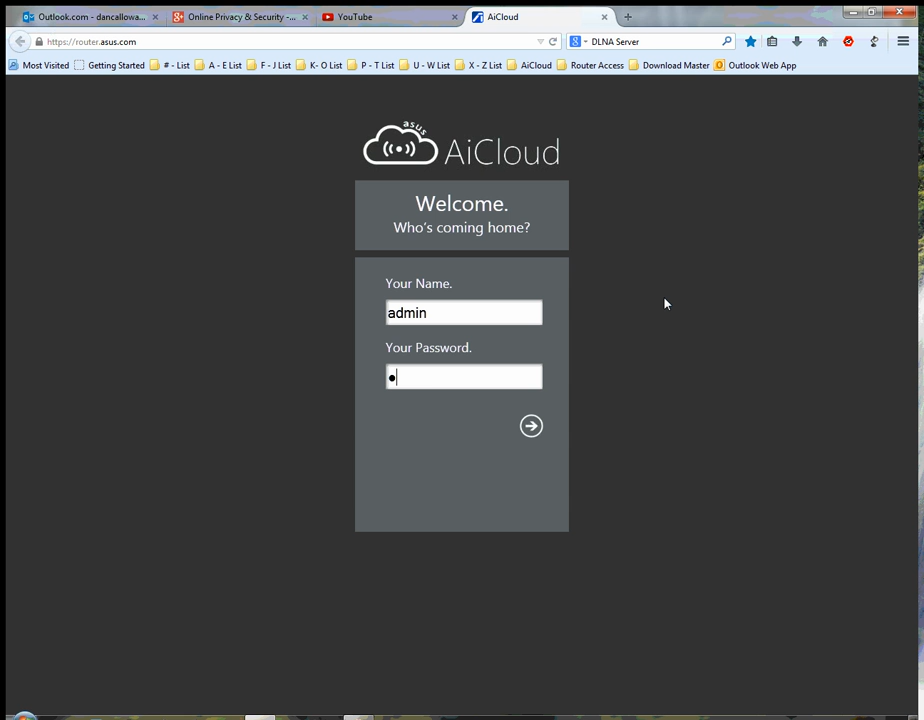 Outlook.com - dancallowa... × Online Privacy & Security -... × YouTube × AiCloud × +
https://router.asus.com DLNA Server
Most Visited Getting Started # - List A - E List F - J List K- O List P - T List U - W List X - Z List AiCloud Router Access Download Master Outlook Web App
asus
AiCloud
Welcome.
Who's coming home?
Your Name.
admin
Your Password.